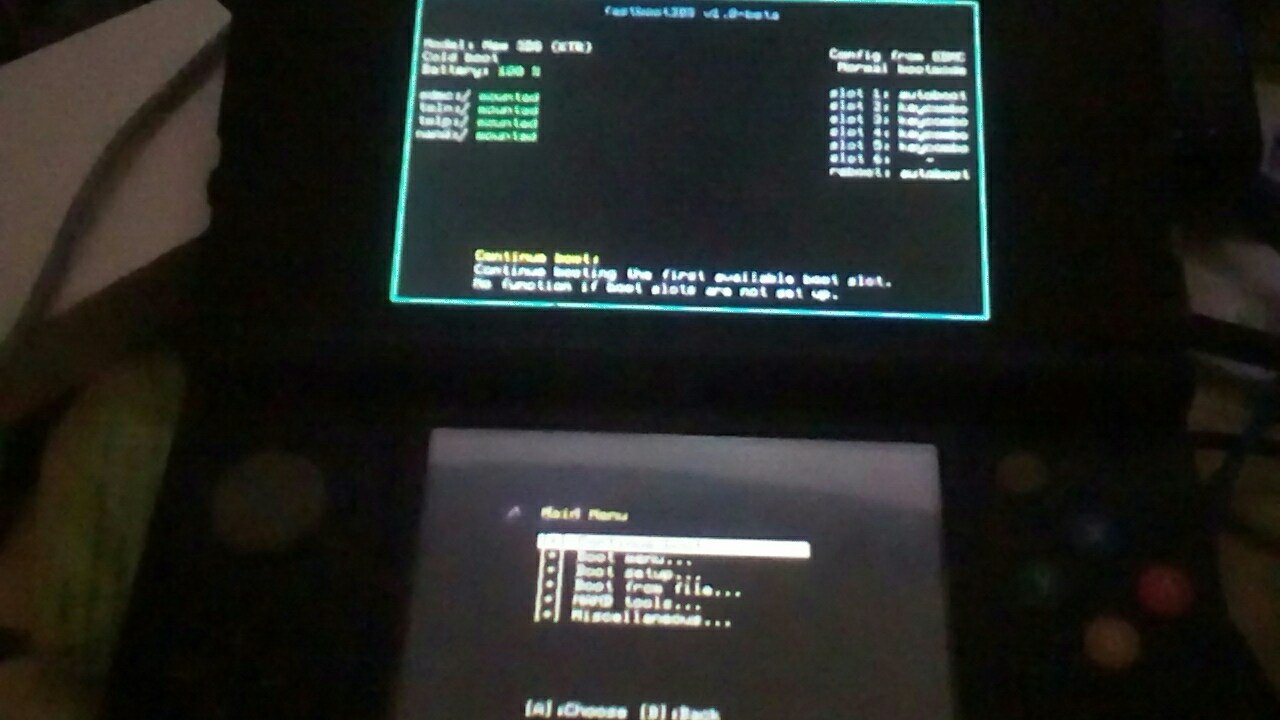 fastboot3DS v1.0-beta
Model: New 3DS (KTR)
Cold boot
Battery: 100 %
sdmc:/ mounted
twln:/ mounted
twlp:/ mounted
nand:/ mounted
Config from SDMC
Normal bootmode
slot 1: autoboot
slot 2: keycombo
slot 3: keycombo
slot 4: keycombo
slot 5: keycombo
slot 6: -
reboot: autoboot
Continue boot:
Continue booting the first available boot slot.
No function if boot slots are not set up.
Main Menu
[*] Boot menu...
[*] Boot setup...
[*] Boot from file...
[*] NAND tools...
[*] Miscellaneous...
[A]:Choose [B]:Back